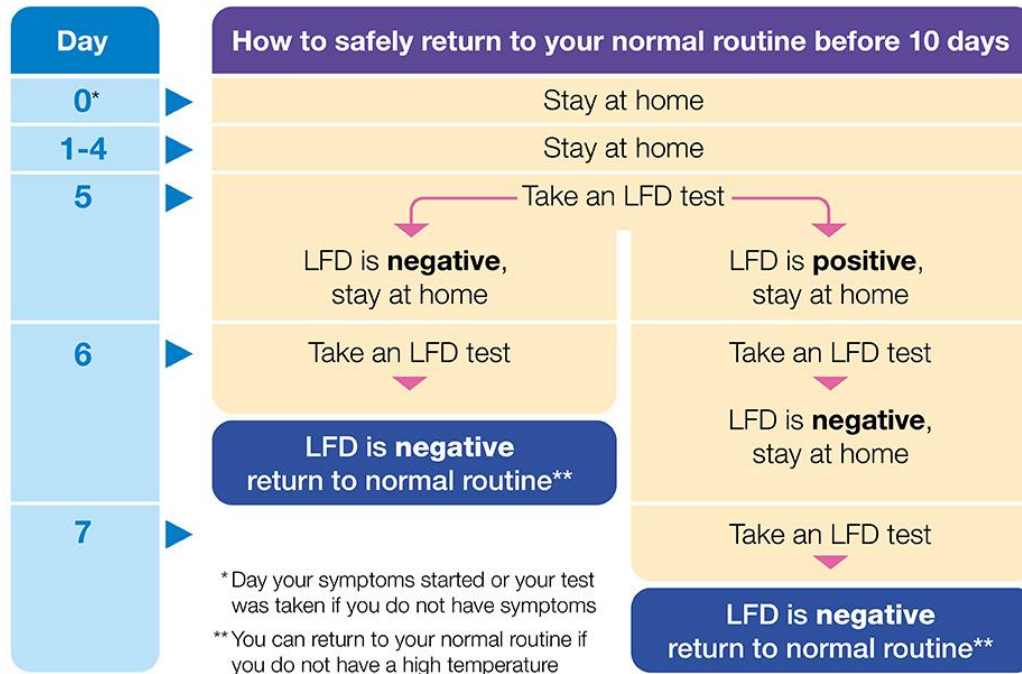 Day
How to safely return to your normal routine before 10 days
0*
Stay at home
1-4
Stay at home
5
Take an LFD test
LFD is negative,
stay at home
LFD is positive,
stay at home
6
Take an LFD test
LFD is negative
return to normal routine**
Take an LFD test
LFD is negative,
stay at home
7
Take an LFD test
LFD is negative
return to normal routine**
* Day your symptoms started or your test
was taken if you do not have symptoms
** You can return to your normal routine if
you do not have a high temperature